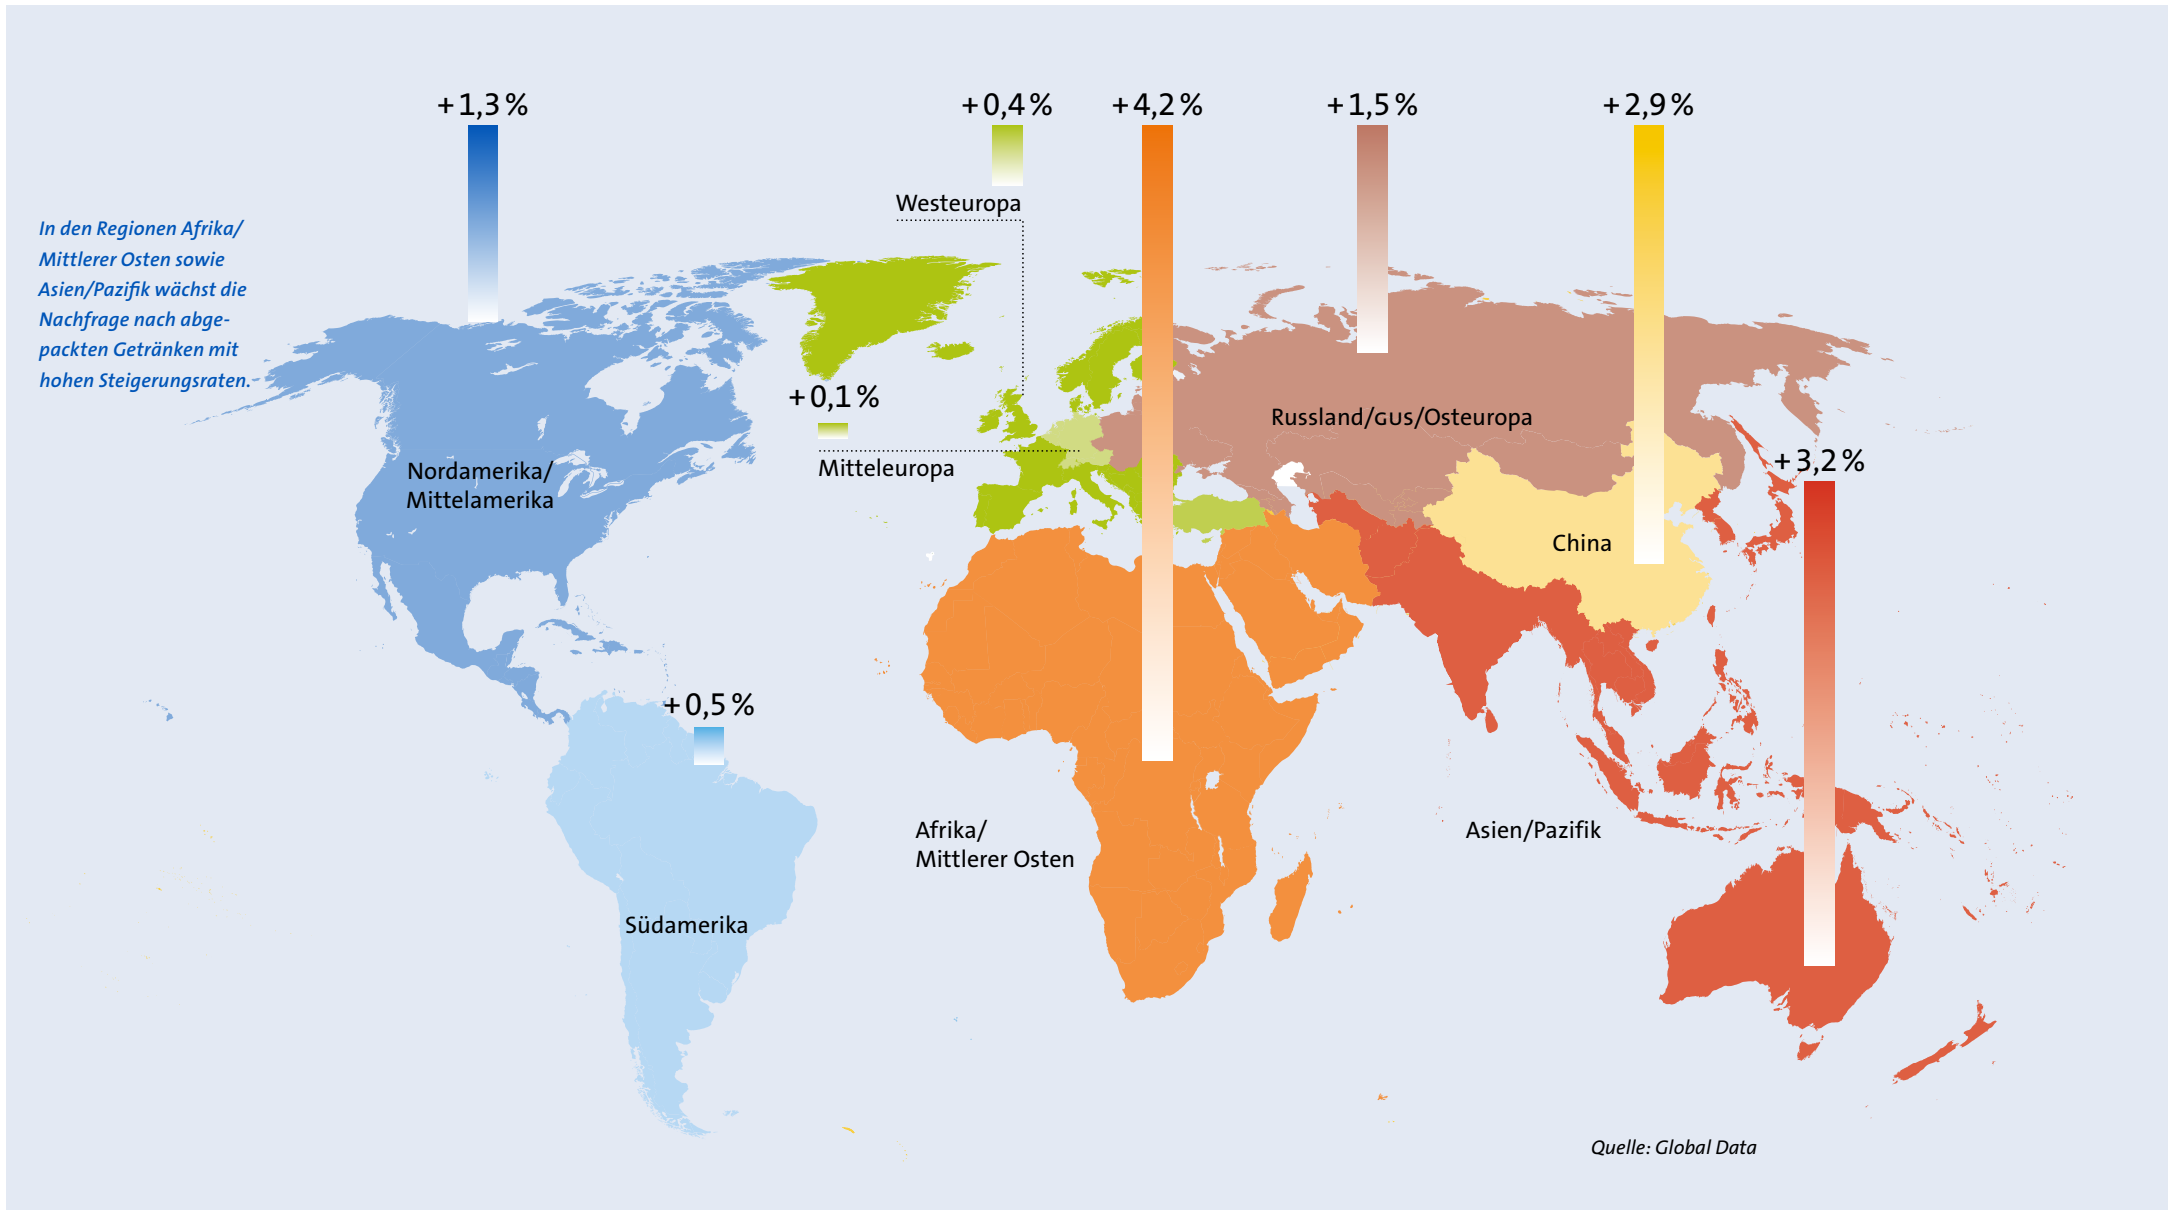 +1,3 %
+0,4 %
+4,2 %
+1,5 %
+2,9 %
Westeuropa
In den Regionen Afrika/
Mittlerer Osten sowie
Asien/Pazifik wächst die
Nachfrage nach abge-
packten Getränken mit
hohen Steigerungsraten.
+0,1 %
Mitteleuropa
Russland/GUS/Osteuropa
Nordamerika/
Mittelamerika
+3,2 %
China
+0,5 %
Südamerika
Afrika/
Mittlerer Osten
Asien/Pazifik
Quelle: Global Data